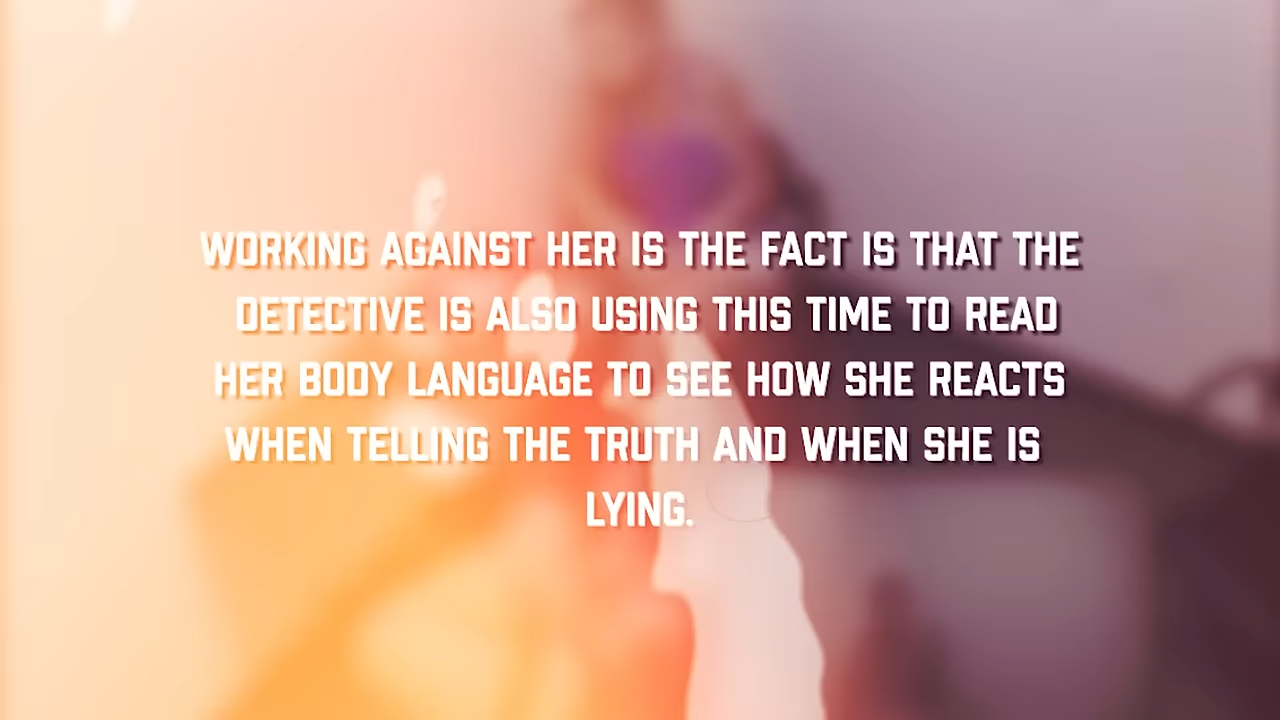 WORKING AGAINST HER IS THE FACT IS THAT THE
DETECTIVE IS ALSO USING THIS TIME TO READ
HER BODY LANGUAGE TO SEE HOW SHE REACTS
WHEN TELLING THE TRUTH AND WHEN SHE IS
LYING.